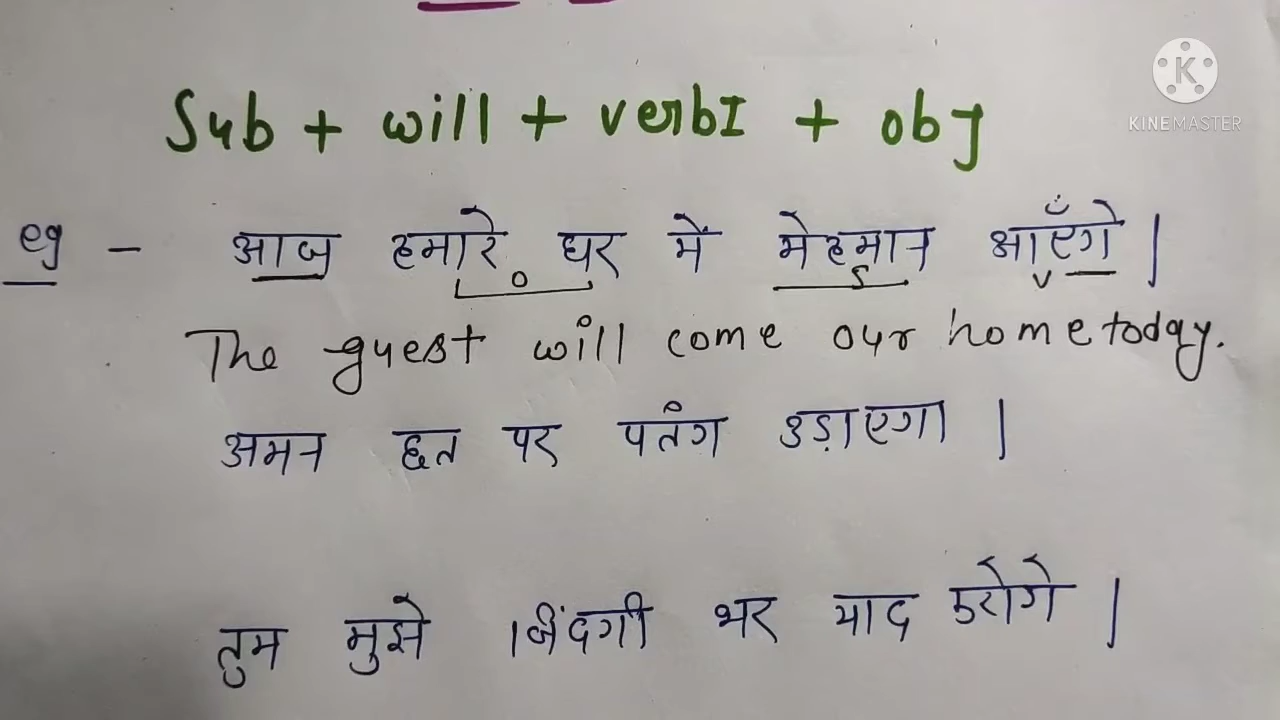 Sub + will + verbI + obj
KINEMASTER
eg - आज हमारे घर में मेहमान आएँगे |
O S V
The guest will come our home today.
अमन छत पर पतंग उड़ाएगा |
तुम मुझे जिंदगी भर याद करोगे |